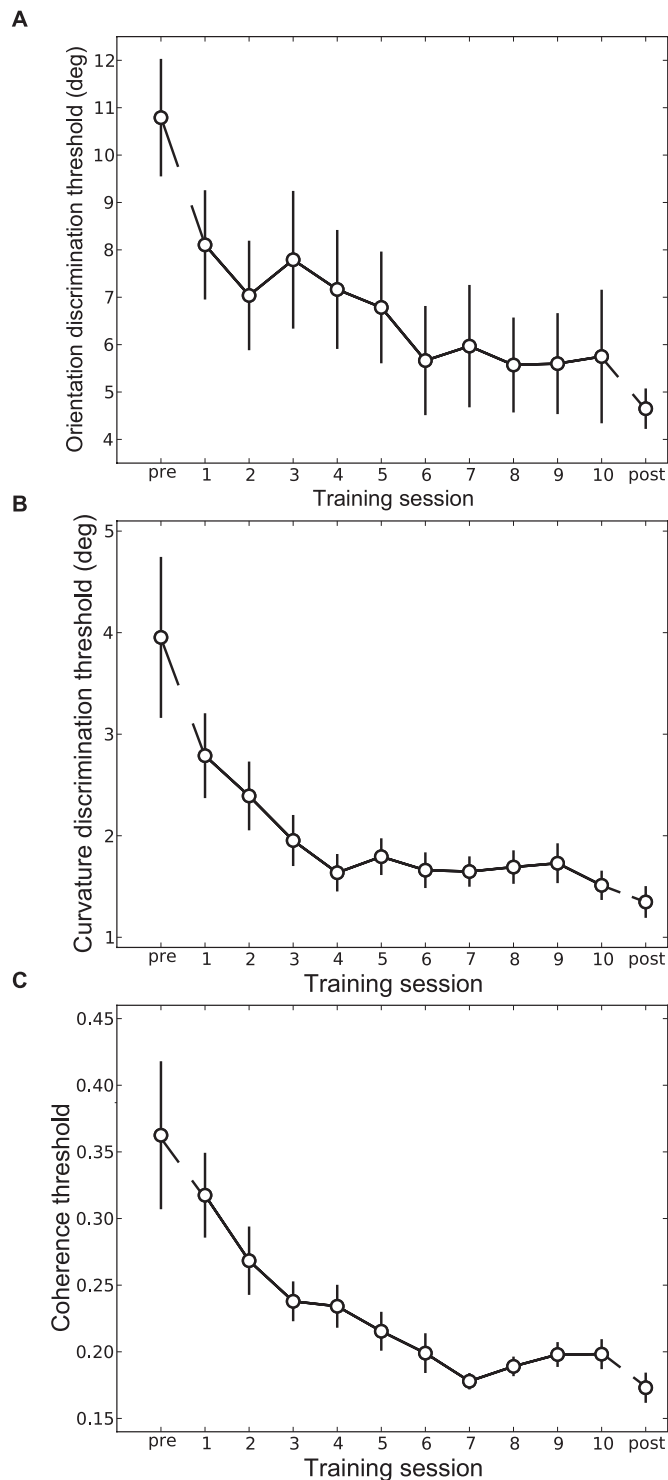 A
Orientation discrimination threshold (deg)
12
11
10
9
8
7
6
5
4
pre 1 2 3 4 5 6 7 8 9 10 post
Training session
B
Curvature discrimination threshold (deg)
5
4
3
2
1
pre 1 2 3 4 5 6 7 8 9 10 post
Training session
C
Coherence threshold
0.45
0.40
0.35
0.30
0.25
0.20
0.15
pre 1 2 3 4 5 6 7 8 9 10 post
Training session